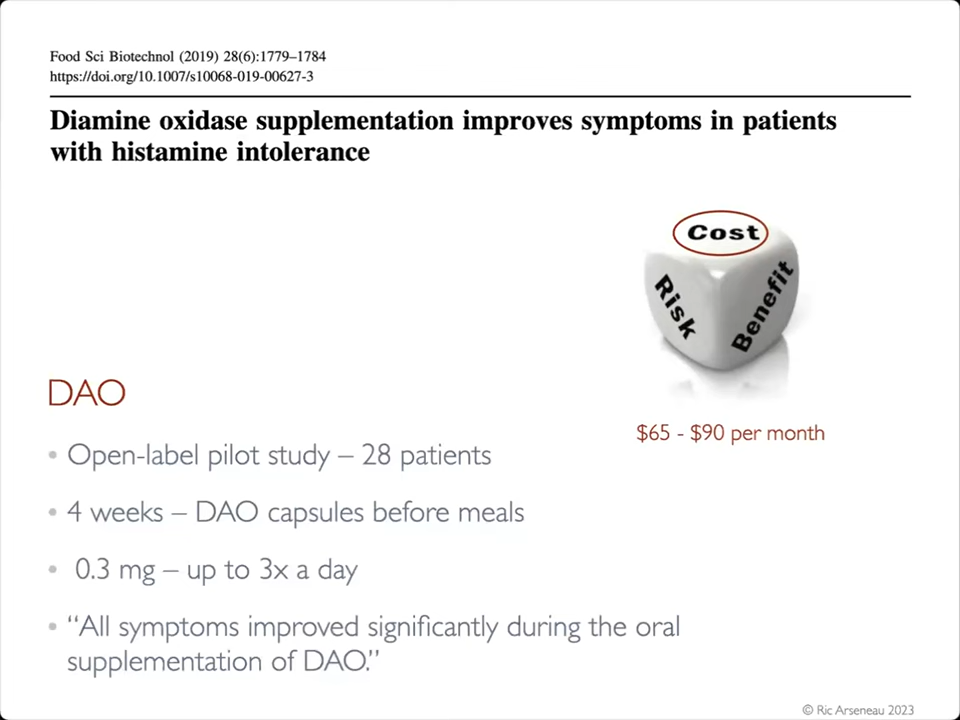 Food Sci Biotechnol (2019) 28(6):1779–1784
https://doi.org/10.1007/s10068-019-00627-3
Diamine oxidase supplementation improves symptoms in patients
with histamine intolerance
Cost
Risk
Benefit
$65 - $90 per month
DAO
• Open-label pilot study – 28 patients
• 4 weeks – DAO capsules before meals
• 0.3 mg – up to 3x a day
• “All symptoms improved significantly during the oral
supplementation of DAO.”
© Ric Arseneau 2023